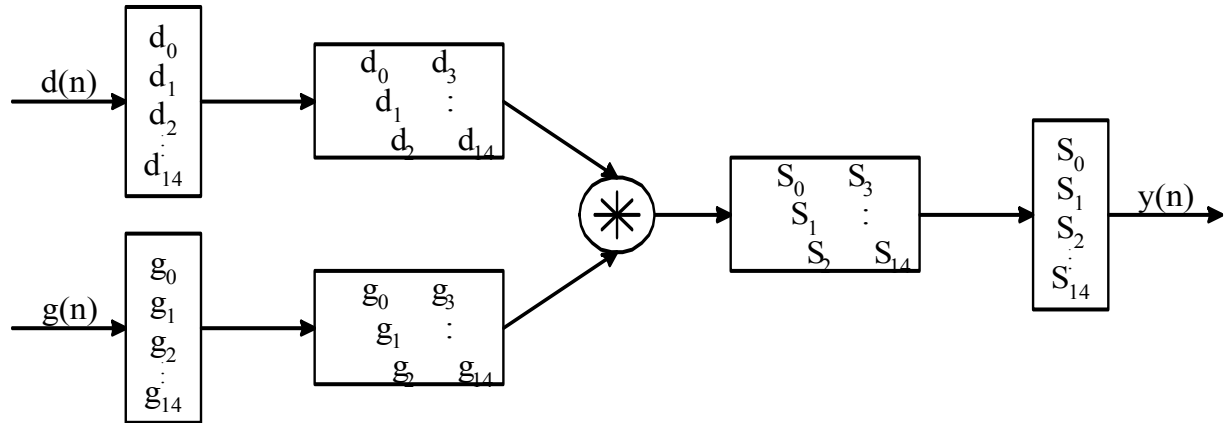 d(n)
d0
d1
d2
⋮
d14
d0 d3
d1 ⋮
d2 d14
g(n)
g0
g1
g2
⋮
g14
g0 g3
g1 ⋮
g2 g14
S0 S3
S1 ⋮
S2 S14
S0
S1
S2
⋮
S14
y(n)